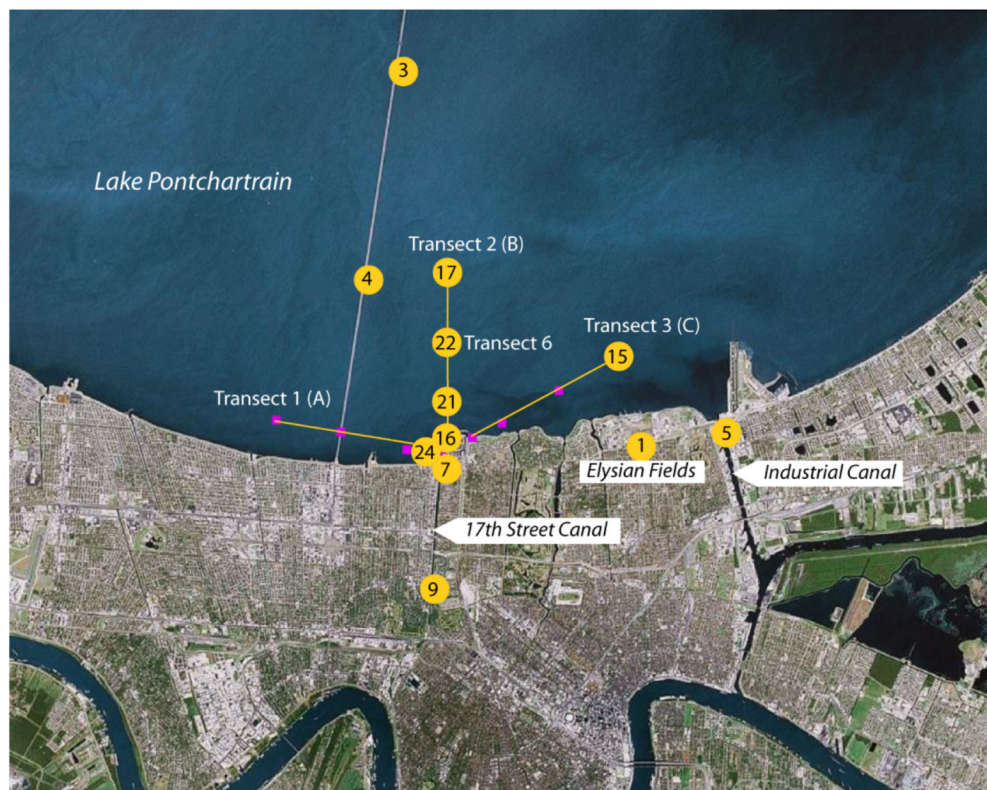 3
Lake Pontchartrain
Transect 2 (B)
17
4
Transect 3 (C)
22 Transect 6
15
Transect 1 (A)
21
16
5
24
1
7
Elysian Fields
Industrial Canal
17th Street Canal
9